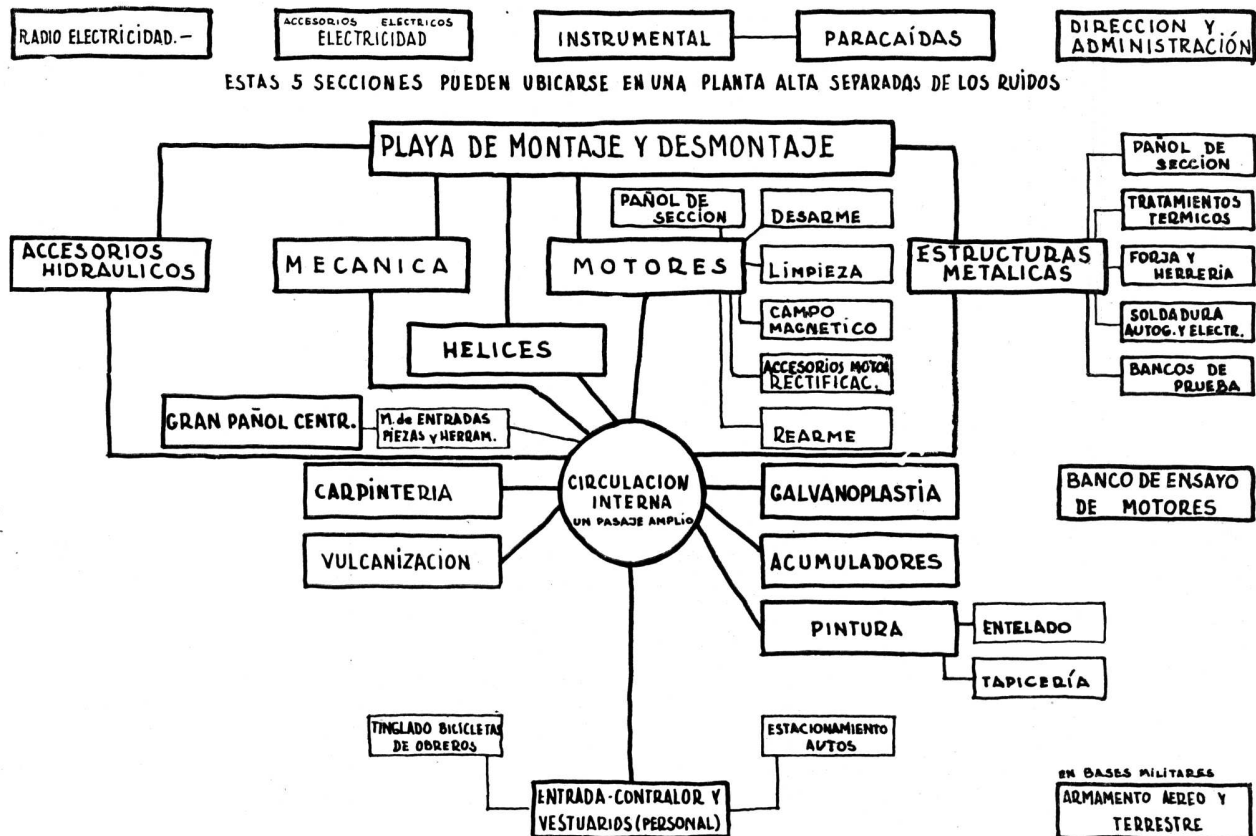 RADIO ELECTRICIDAD.-
ACCESORIOS ELECTRICOS
ELECTRICIDAD
INSTRUMENTAL
PARACAÍDAS
DIRECCION Y
ADMINISTRACIÓN
ESTAS 5 SECCIONES PUEDEN UBICARSE EN UNA PLANTA ALTA SEPARADAS DE LOS RUIDOS
PLAYA DE MONTAJE Y DESMONTAJE
ACCESORIOS
HIDRAULICOS
MECANICA
HELICES
MOTORES
PAÑOL DE
SECCION
DESARME
LIMPIEZA
CAMPO
MAGNETICO
ACCESORIOS MOTOR
RECTIFICAC.
REARME
ESTRUCTURAS
METALICAS
PAÑOL DE
SECCION
TRATAMIENTOS
TERMICOS
FORJA Y
HERRERIA
SOLDADURA
AUTOG. Y ELECTR.
BANCOS DE
PRUEBA
GRAN PAÑOL CENTR.
M. de ENTRADAS
PIEZAS y HERRAM.
CIRCULACION
INTERNA
UN PASAJE AMPLIO
CARPINTERIA
VULCANIZACION
GALVANOPLASTIA
ACUMULADORES
PINTURA
ENTELADO
TAPICERÍA
BANCO DE ENSAYO
DE MOTORES
TINGLADO BICICLETAS
DE OBREROS
ESTACIONAMIENTO
AUTOS
ENTRADA-CONTRALOR Y
VESTUARIOS (PERSONAL)
EN BASES MILITARES
ARMAMENTO AEREO Y
TERRESTRE